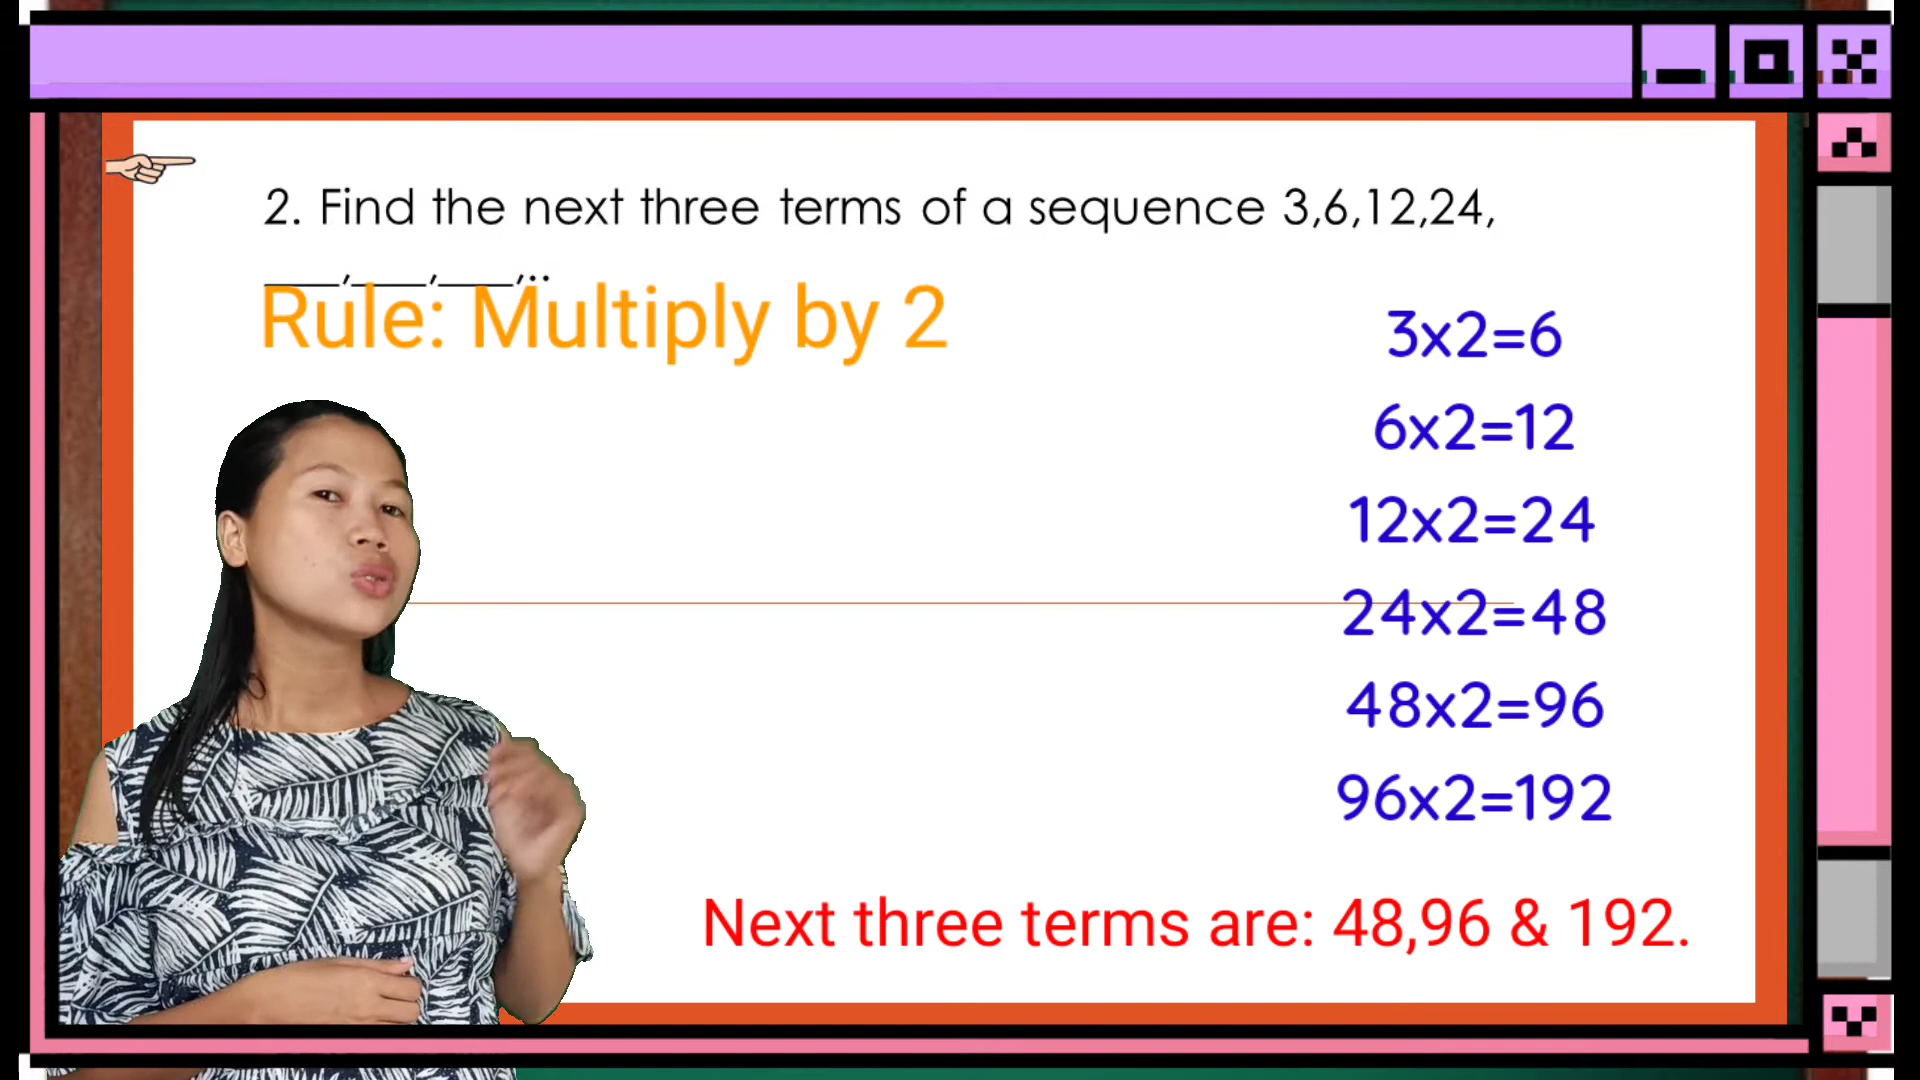 2. Find the next three terms of a sequence 3,6,12,24,
___,___,___,..
Rule: Multiply by 2
3x2=6
6x2=12
12x2=24
24x2=48
48x2=96
96x2=192
Next three terms are: 48,96 & 192.